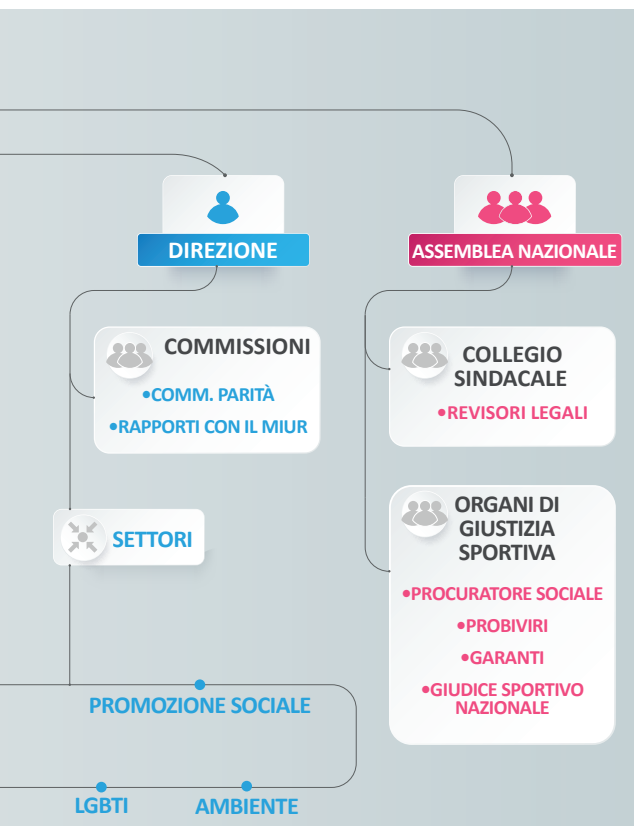 DIREZIONE
ASSEMBLEA NAZIONALE
COMMISSIONI
•COMM. PARITÀ
•RAPPORTI CON IL MIUR
COLLEGIO
SINDACALE
•REVISORI LEGALI
SETTORI
ORGANI DI
GIUSTIZIA
SPORTIVA
•PROCURATORE SOCIALE
•PROBIVIRI
•GARANTI
•GIUDICE SPORTIVO
NAZIONALE
PROMOZIONE SOCIALE
LGBTI
AMBIENTE